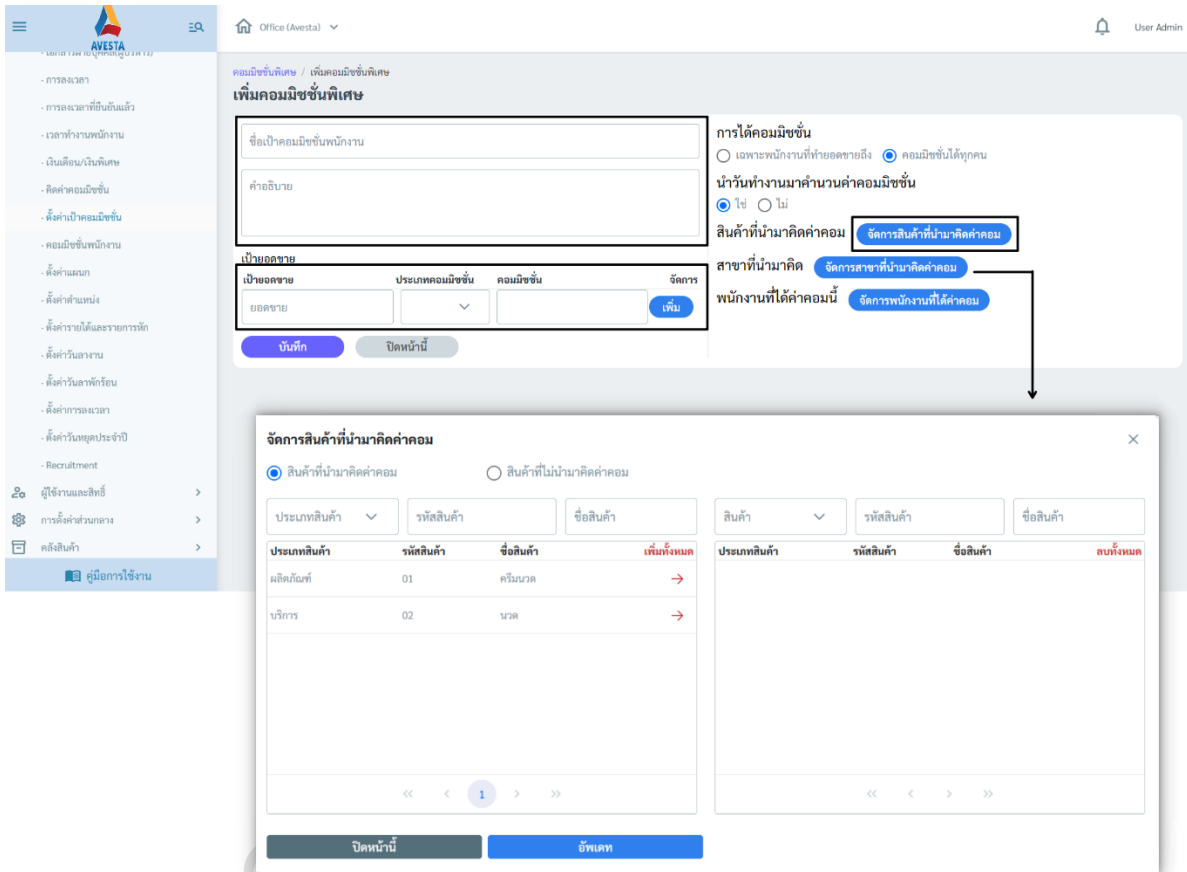 AVESTA
Office (Avesta)
User Admin
- การลงเวลา
- การลงเวลาที่ยืนยันแล้ว
- เวลาทำงานพนักงาน
- เงินเดือน/เงินพิเศษ
- คิดค่าคอมมิชชั่น
- ตั้งค่าเป้าคอมมิชชั่น
- คอมมิชชั่นพนักงาน
- ตั้งค่าแผนก
- ตั้งค่าตำแหน่ง
- ตั้งค่ารายได้และรายการหัก
- ตั้งค่าวันลางาน
- ตั้งค่าวันลาพักร้อน
- ตั้งค่าการลงเวลา
- ตั้งค่าวันหยุดประจำปี
- Recruitment
ผู้ใช้งานและสิทธิ์
การตั้งค่าส่วนกลาง
คลังสินค้า
คู่มือการใช้งาน
คอมมิชชั่นพิเศษ / เพิ่มคอมมิชชั่นพิเศษ
เพิ่มคอมมิชชั่นพิเศษ
ชื่อเป้าคอมมิชชั่นพนักงาน
คำอธิบาย
เป้ายอดขาย
เป้ายอดขาย ประเภทคอมมิชชั่น คอมมิชชั่น จัดการ
ยอดขาย เพิ่ม
บันทึก ปิดหน้านี้
การได้คอมมิชชั่น
เฉพาะพนักงานที่ทำยอดขายถึง คอมมิชชั่นได้ทุกคน
นำวันทำงานมาคำนวนค่าคอมมิชชั่น
ใช่ ไม่
สินค้าที่นำมาคิดค่าคอม จัดการสินค้าที่นำมาคิดค่าคอม
สาขาที่นำมาคิด จัดการสาขาที่นำมาคิดค่าคอม
พนักงานที่ได้ค่าคอมนี้ จัดการพนักงานที่ได้ค่าคอม
จัดการสินค้าที่นำมาคิดค่าคอม
สินค้าที่นำมาคิดค่าคอม สินค้าที่ไม่นำมาคิดค่าคอม
ประเภทสินค้า รหัสสินค้า ชื่อสินค้า สินค้า รหัสสินค้า ชื่อสินค้า
ประเภทสินค้า รหัสสินค้า ชื่อสินค้า เพิ่มทั้งหมด ประเภทสินค้า รหัสสินค้า ชื่อสินค้า ลบทั้งหมด
ผลิตภัณฑ์ 01 ครีมนวด
บริการ 02 นวด
1
ปิดหน้านี้ อัพเดท